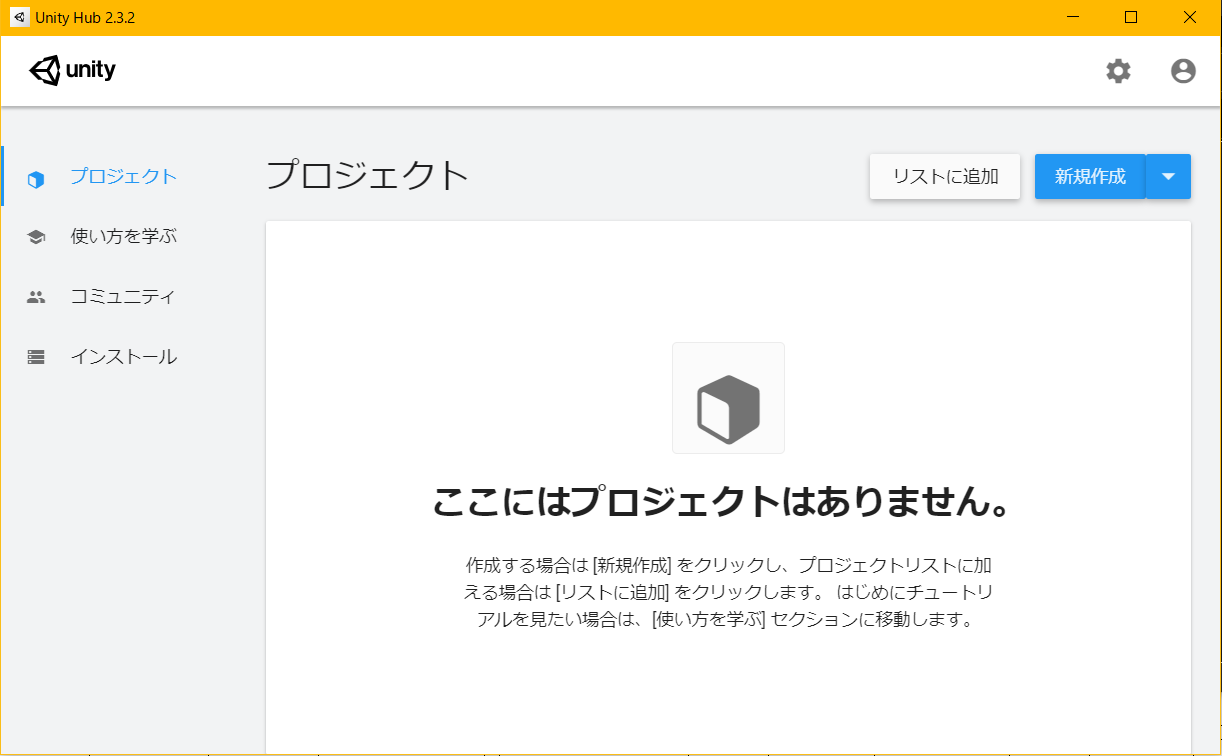 Unity Hub 2.3.2
unity
プロジェクト
使い方を学ぶ
コミュニティ
インストール
プロジェクト
リストに追加
新規作成
ここにはプロジェクトはありません。
作成する場合は [新規作成] をクリックし、プロジェクトリストに加
える場合は [リストに追加] をクリックします。 はじめにチュートリ
アルを見たい場合は、[使い方を学ぶ] セクションに移動します。